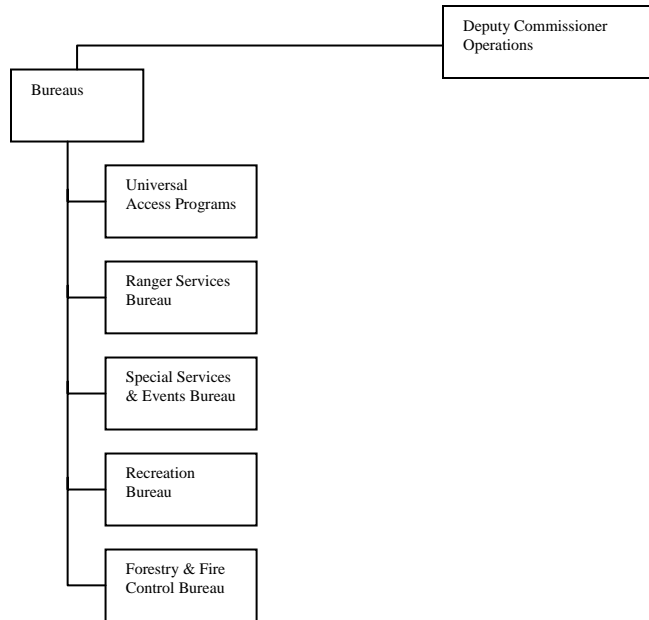 Deputy Commissioner
Operations
Bureaus
Universal
Access Programs
Ranger Services
Bureau
Special Services
& Events Bureau
Recreation
Bureau
Forestry & Fire
Control Bureau